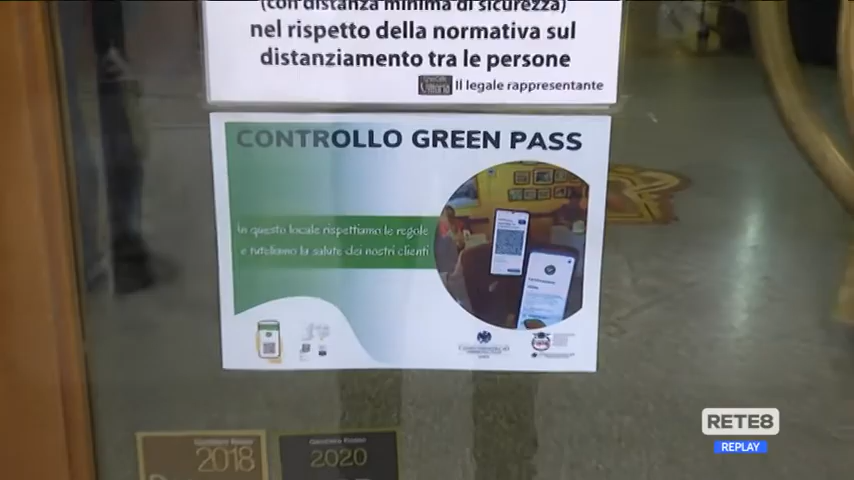 (con distanza minima di sicurezza)
nel rispetto della normativa sul
distanziamento tra le persone
Vittoria Il legale rappresentante
CONTROLLO GREEN PASS
In questo locale rispettiamo le regole
e tuteliamo la salute dei nostri clienti
2018
2020
RETE8
REPLAY